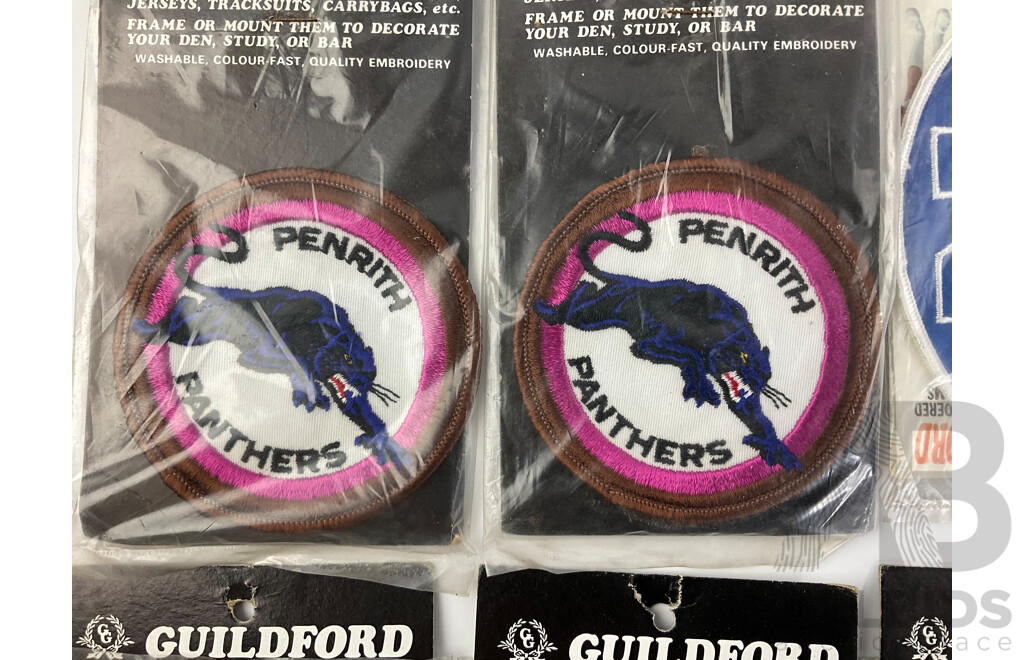 JERSEYS, TRACKSUITS, CARRYBAGS, etc.
FRAME OR MOUNT THEM TO DECORATE
YOUR DEN, STUDY, OR BAR
WASHABLE, COLOUR-FAST, QUALITY EMBROIDERY
PENRITH
PANTHERS
FRAME OR MOUNT THEM TO DECORATE
YOUR DEN, STUDY, OR BAR
WASHABLE, COLOUR-FAST, QUALITY EMBROIDERY
PENRITH
PANTHERS
GUILDFORD
GUILDFORD